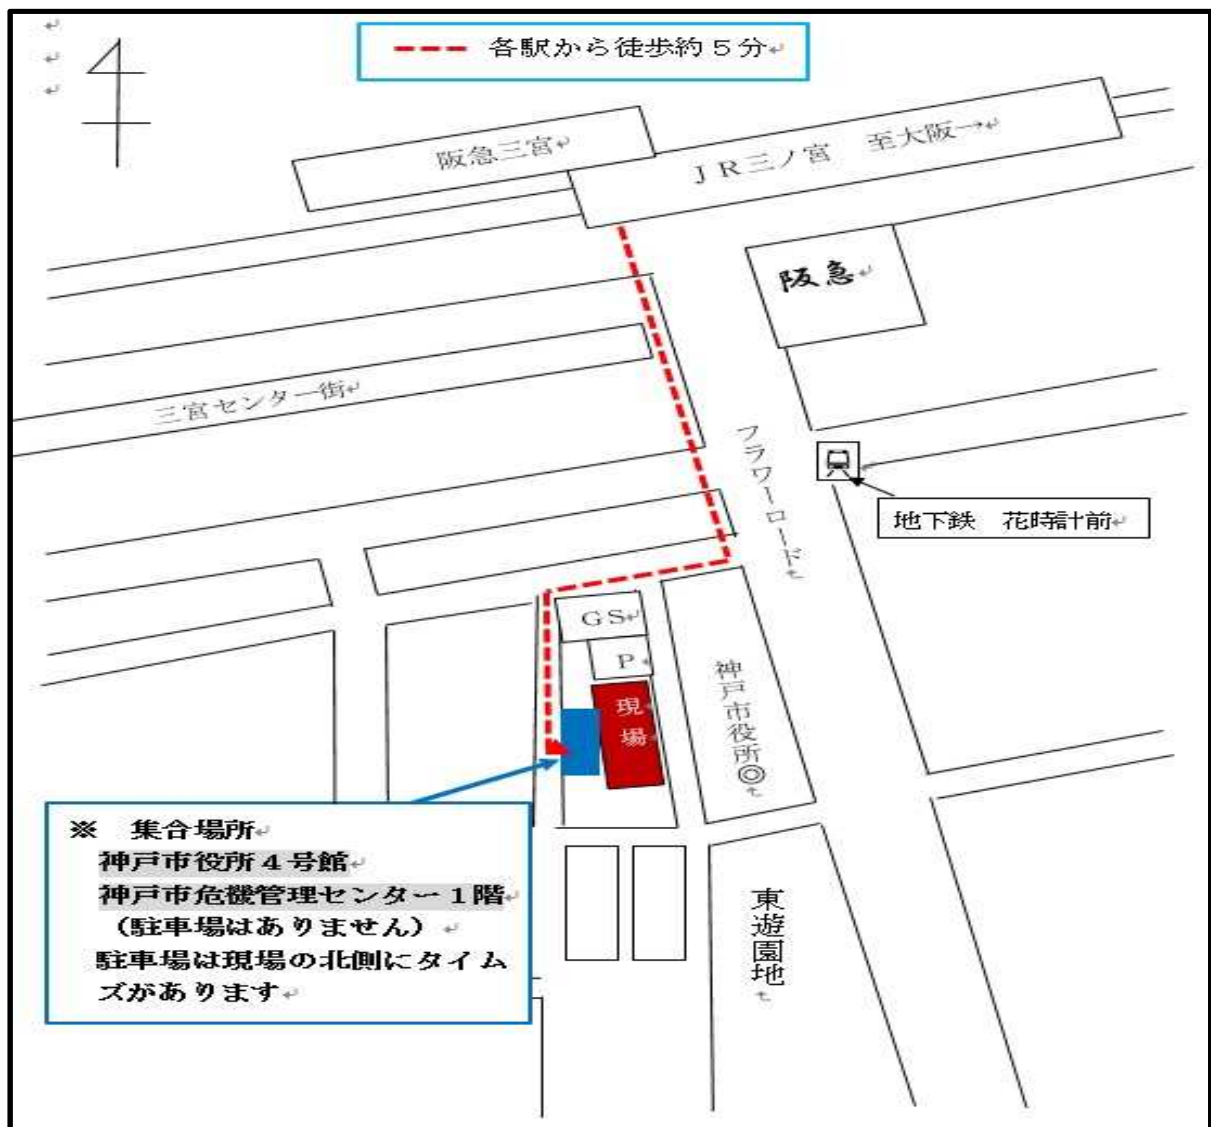 各駅から徒歩約５分
阪急三宮
ＪＲ三ノ宮　至大阪→
阪急
三宮センター街
フラワーロード
地下鉄　花時計前
ＧＳ
Ｐ
現場
神戸市役所◎
※　集合場所
神戸市役所４号館
神戸市危機管理センター１階
（駐車場はありません）
駐車場は現場の北側にタイム
ズがあります
東遊園地